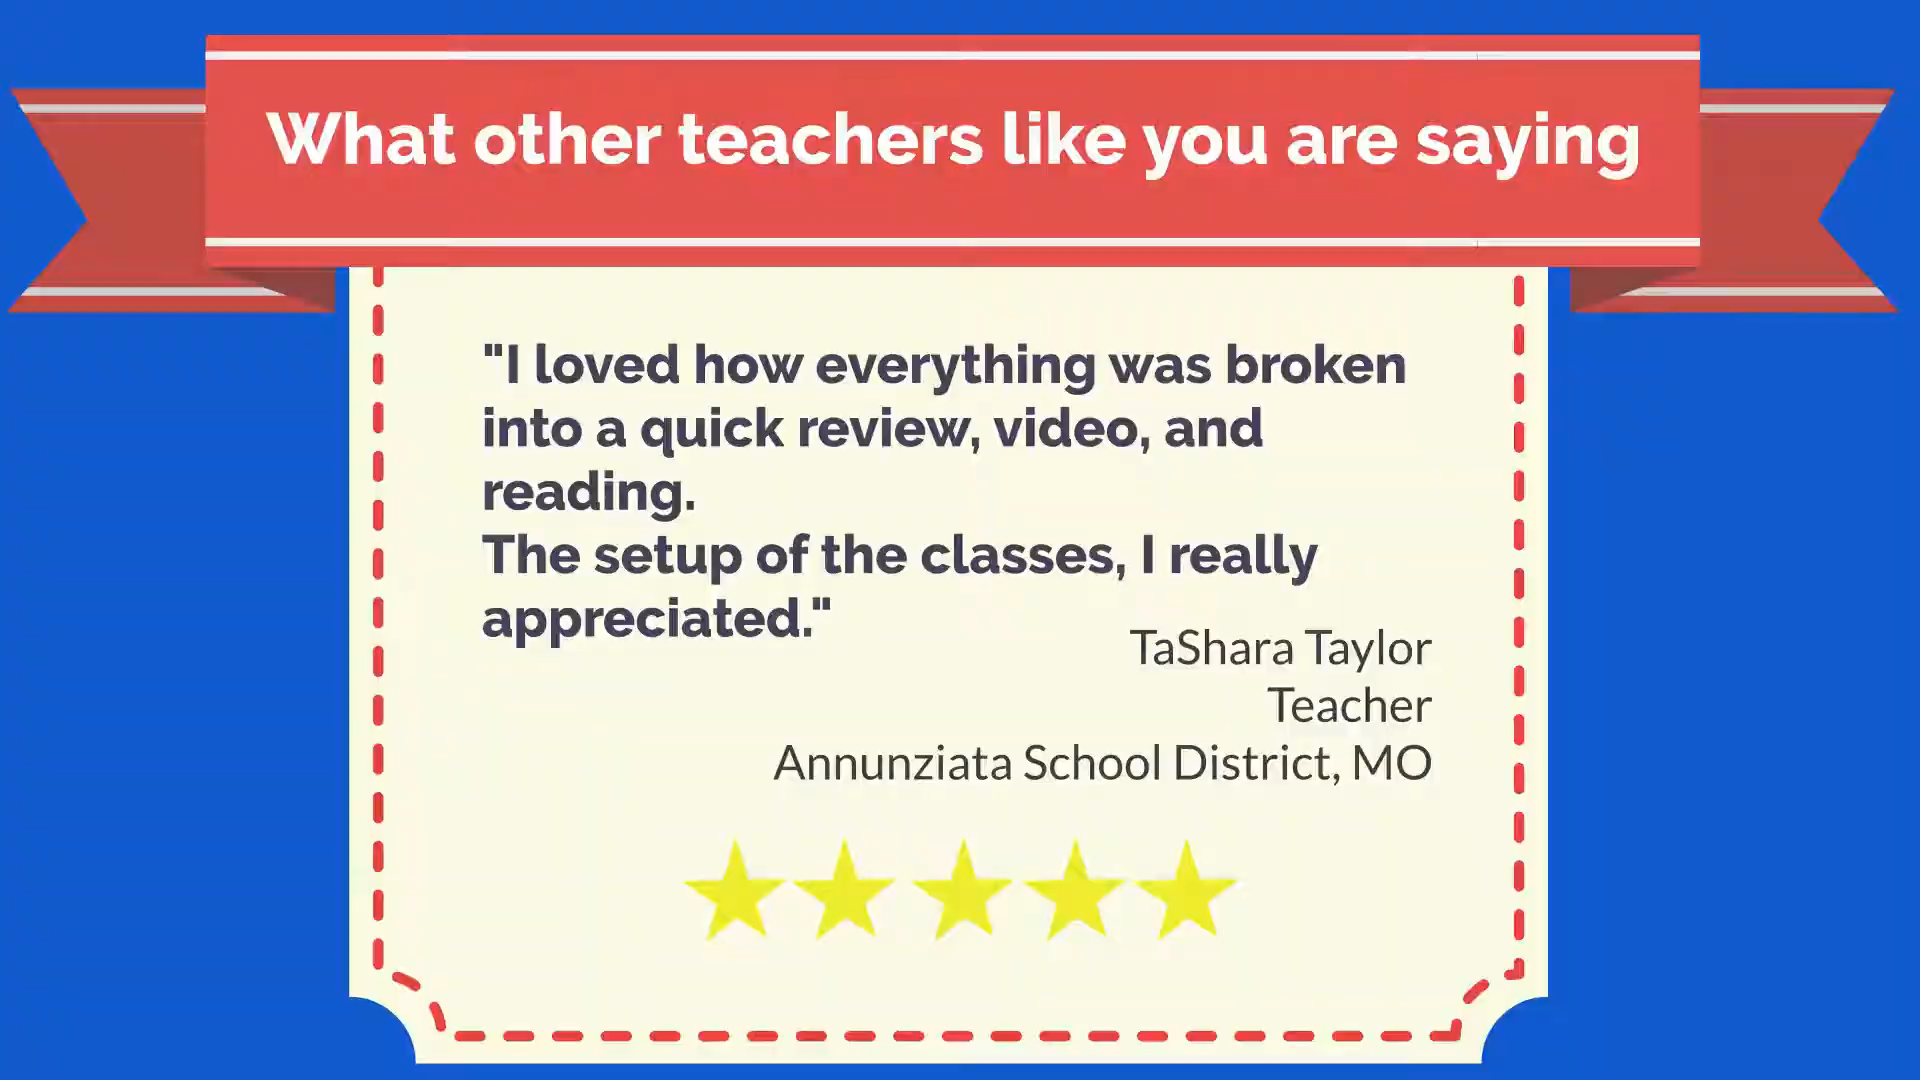 What other teachers like you are saying
"I loved how everything was broken
into a quick review, video, and
reading.
The setup of the classes, I really
appreciated."
TaShara Taylor
Teacher
Annunziata School District, MO